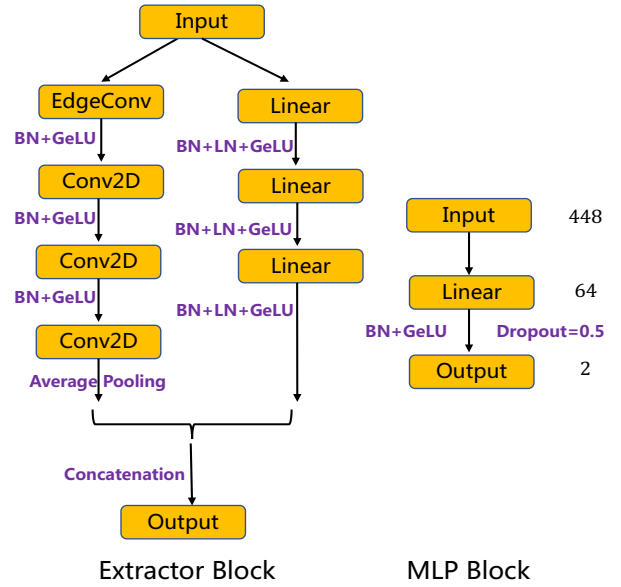 Input
EdgeConv
Linear
BN+GeLU
BN+LN+GeLU
Conv2D
Linear
BN+GeLU
BN+LN+GeLU
Conv2D
Linear
BN+GeLU
BN+LN+GeLU
Conv2D
Average Pooling
Concatenation
Output
Extractor Block
Input 448
Linear 64
BN+GeLU Dropout=0.5
Output 2
MLP Block